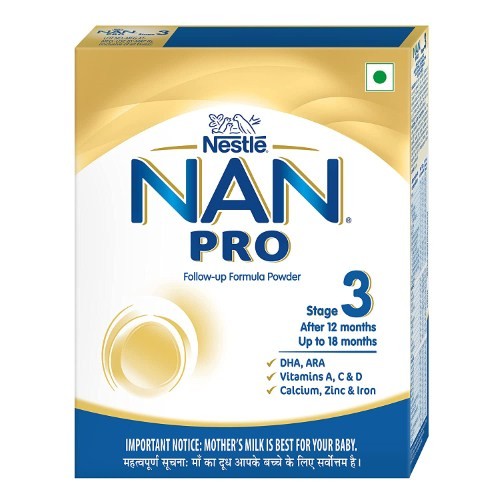 Nestlé
NAN®
PRO
Follow-up Formula Powder
Stage 3
After 12 months
Up to 18 months
✓ DHA, ARA
✓ Vitamins A, C & D
✓ Calcium, Zinc & Iron
IMPORTANT NOTICE: MOTHER'S MILK IS BEST FOR YOUR BABY.
महत्वपूर्ण सूचना: माँ का दूध आपके बच्चे के लिए सर्वोत्तम है।